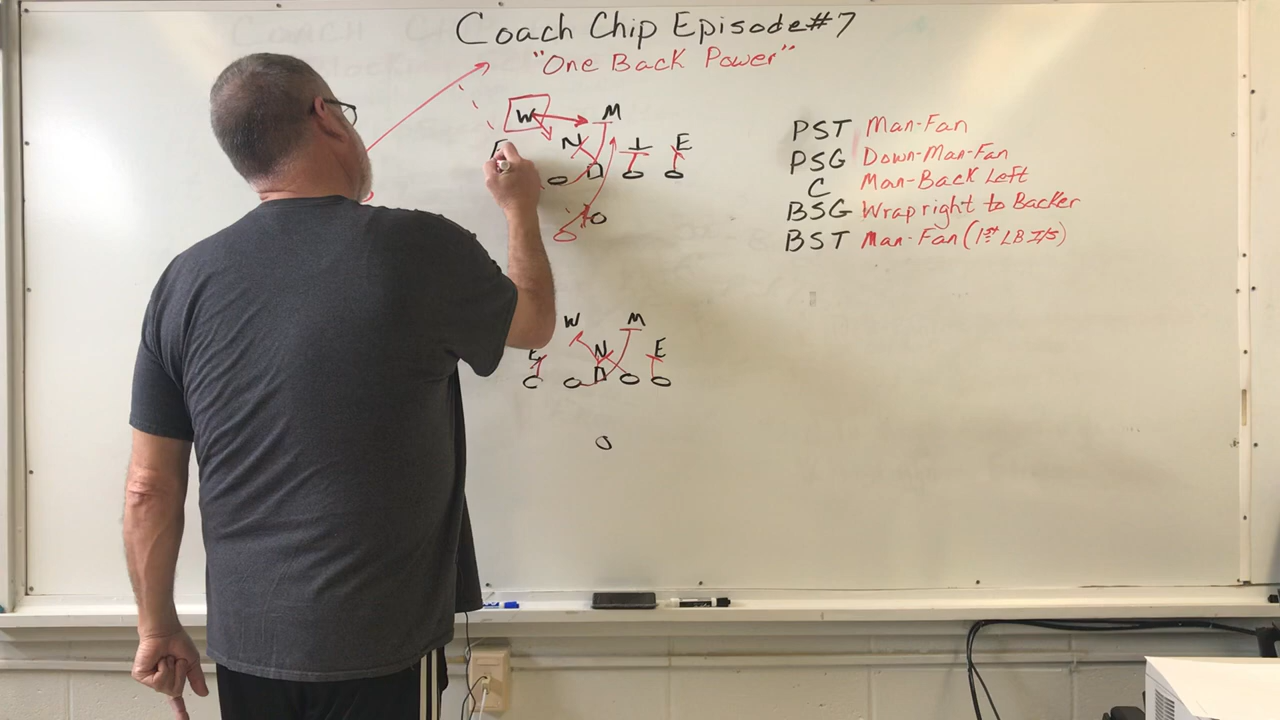 Coach Chip Episode #7
"One Back Power"
W M
N T E
PST Man-Fan
PSG Down-Man-Fan
C Man-Back Left
BSG Wrap right to Backer
BST Man-Fan (1st LB I/S)
W M
E N E